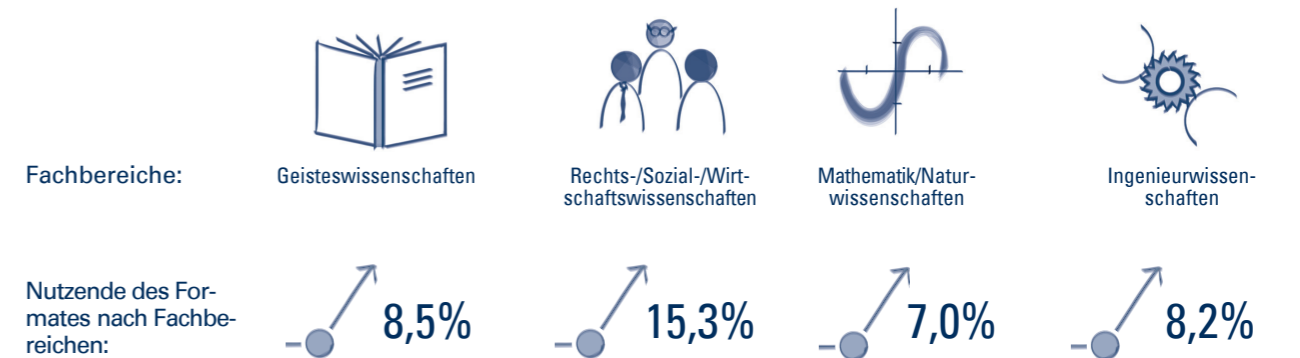 Fachbereiche:
Geisteswissenschaften
Rechts-/Sozial-/Wirt-
schaftswissenschaften
Mathematik/Natur-
wissenschaften
Ingenieurwissen-
schaften
Nutzende des For-
mates nach Fachbe-
reichen:
8,5%
15,3%
7,0%
8,2%